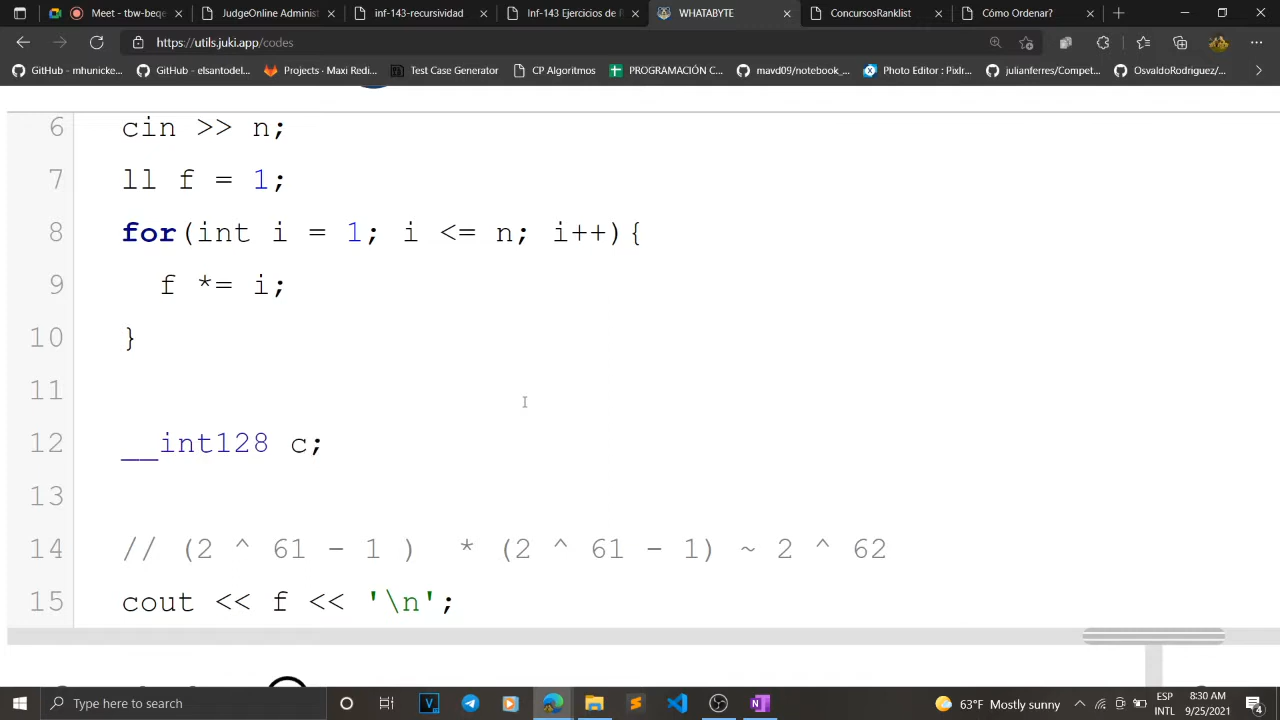 Meet - tbw-beqe
JudgeOnline Administ
inf-143-recursividad
Inf-143 Ejercicios de R
WHATABYTE
ConcursosRanklist
Cómo Ordenar?
https://utils.juki.app/codes
GitHub - mhunicke...
GitHub - elsantodel...
Projects · Maxi Redi...
Test Case Generator
CP Algoritmos
PROGRAMACIÓN C...
mavd09/notebook_...
Photo Editor : Pixlr...
julianferres/Compet...
OsvaldoRodriguez/...
6 cin >> n;
7 ll f = 1;
8 for(int i = 1; i <= n; i++){
9 f *= i;
10 }
11
12 __int128 c;
13
14 // (2 ^ 61 - 1 ) * (2 ^ 61 - 1) ~ 2 ^ 62
15 cout << f << '\n';
Type here to search
63°F Mostly sunny
ESP
INTL
8:30 AM
9/25/2021
4